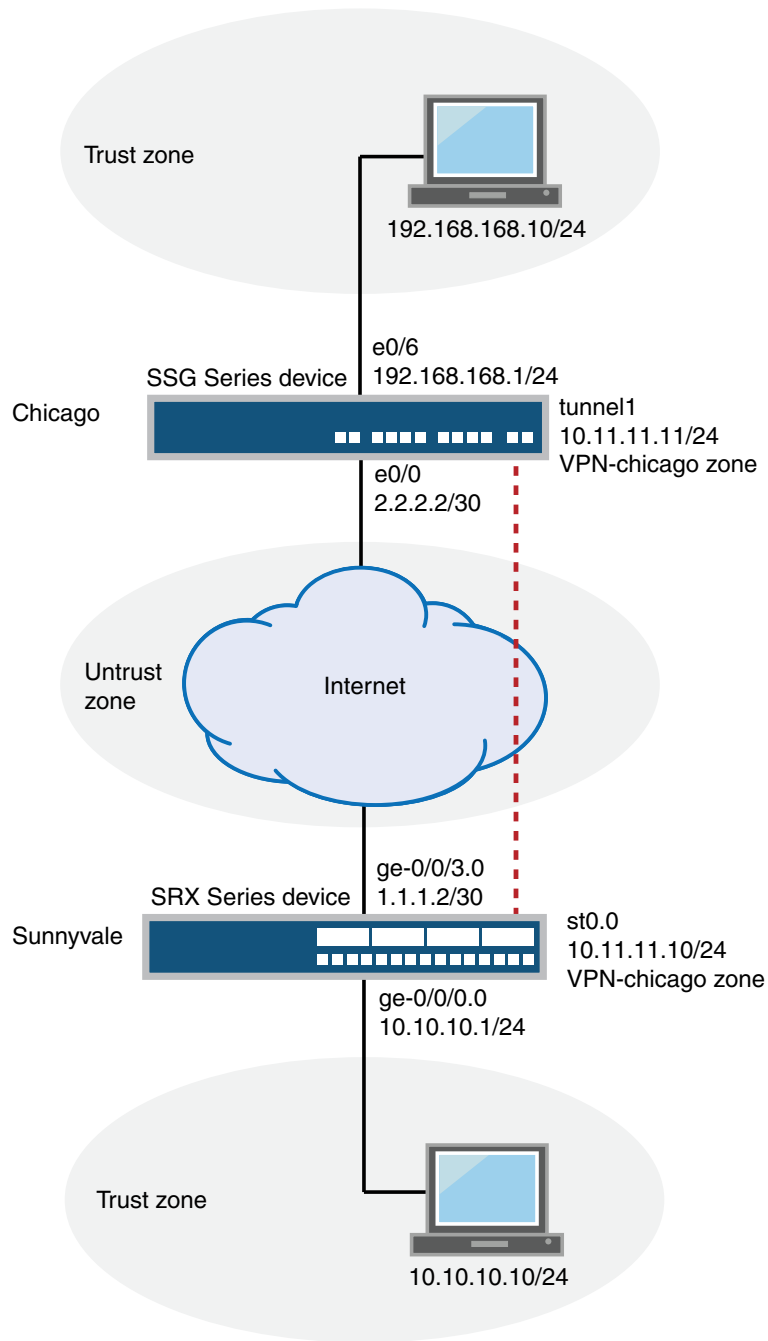 Trust zone
192.168.168.10/24
e0/6
192.168.168.1/24
SSG Series device
Chicago
tunnel1
10.11.11.11/24
VPN-chicago zone
e0/0
2.2.2.2/30
Untrust
zone
Internet
ge-0/0/3.0
1.1.1.2/30
SRX Series device
Sunnyvale
st0.0
10.11.11.10/24
VPN-chicago zone
ge-0/0/0.0
10.10.10.1/24
Trust zone
10.10.10.10/24